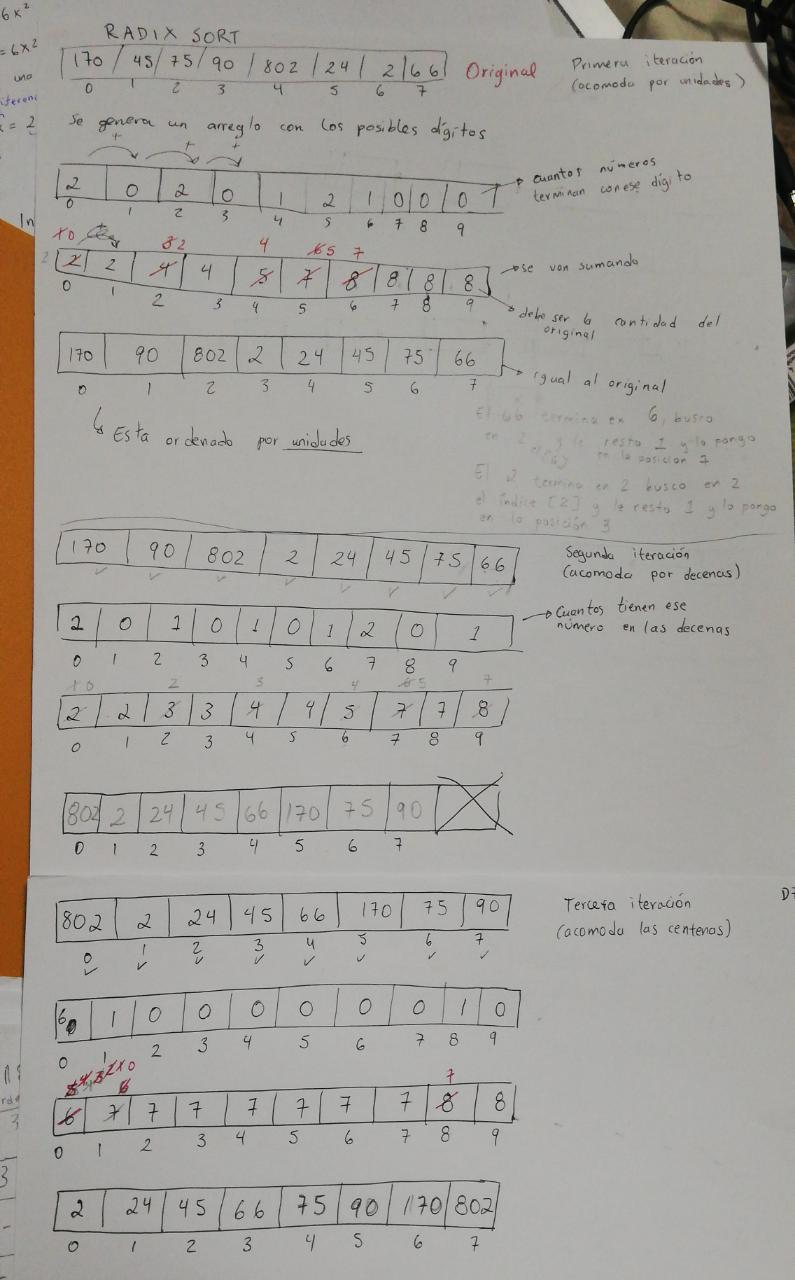 RADIX SORT
170 45 75 90 802 24 2 66 Original
0 1 2 3 4 5 6 7
Primera iteración
(acomoda por unidades)
Se genera un arreglo con los posibles dígitos
+ + +
2 0 2 0 1 2 1 0 0 0
0 1 2 3 4 5 6 7 8 9
cuantos números
terminan con ese dígito
1 0 3 2 4 6 5 7
2 2 4 4 5 7 8 8 8 8
0 1 2 3 4 5 6 7 8 9
se van sumando
debe ser la cantidad del
original
170 90 802 2 24 45 75 66
0 1 2 3 4 5 6 7
igual al original
Esta ordenado por unidades
El 66 termina en 6, busco
en y le resto 1 y lo pongo
en la posicion 7
El 2 termina en 2 busco en 2
el índice [2] y le resto 1 y lo pongo
en la posición 3
170 90 802 2 24 45 75 66
Segunda iteración
(acomoda por decenas)
2 0 1 0 1 0 1 2 0 1
0 1 2 3 4 5 6 7 8 9
Cuantos tienen ese
número en las decenas
1 0 2 3 4 6 5 7
2 2 3 3 4 4 5 7 7 8
0 1 2 3 4 5 6 7 8 9
802 2 24 45 66 170 75 90
0 1 2 3 4 5 6 7
802 2 24 45 66 170 75 90
0 1 2 3 4 5 6 7
Tercera iteración
(acomoda las centenas)
6 1 0 0 0 0 0 0 1 0
0 1 2 3 4 5 6 7 8 9
5 4 3 2 1 0 6 7
6 7 7 7 7 7 7 7 8 8
0 1 2 3 4 5 6 7 8 9
2 24 45 66 75 90 170 802
0 1 2 3 4 5 6 7